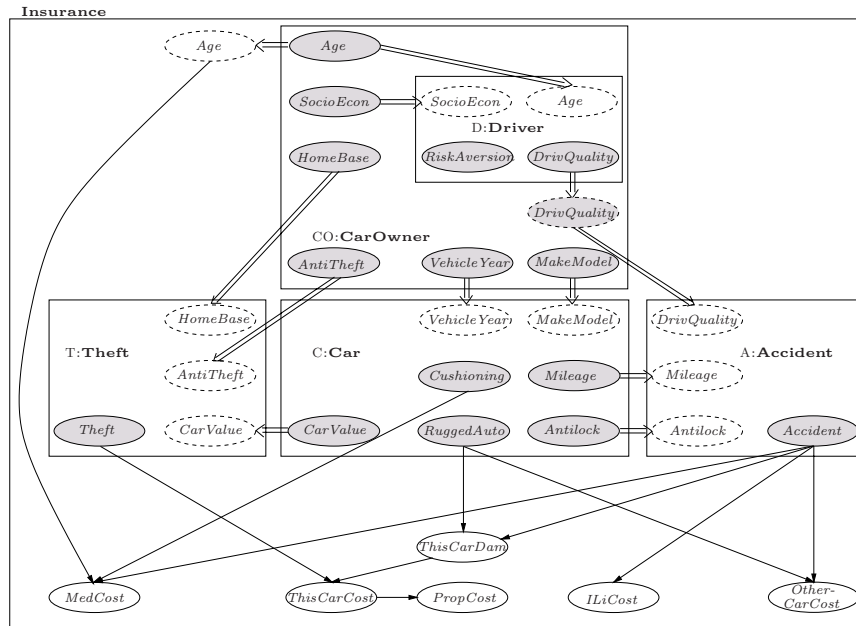 Insurance
Age
Age
SocioEcon
SocioEcon
Age
D:Driver
HomeBase
RiskAversion
DrivQuality
DrivQuality
CO:CarOwner
AntiTheft
VehicleYear
MakeModel
HomeBase
VehicleYear
MakeModel
DrivQuality
T:Theft
C:Car
A:Accident
AntiTheft
Cushioning
Mileage
Mileage
Theft
CarValue
CarValue
RuggedAuto
Antilock
Antilock
Accident
ThisCarDam
MedCost
ThisCarCost
PropCost
ILiCost
Other-
CarCost